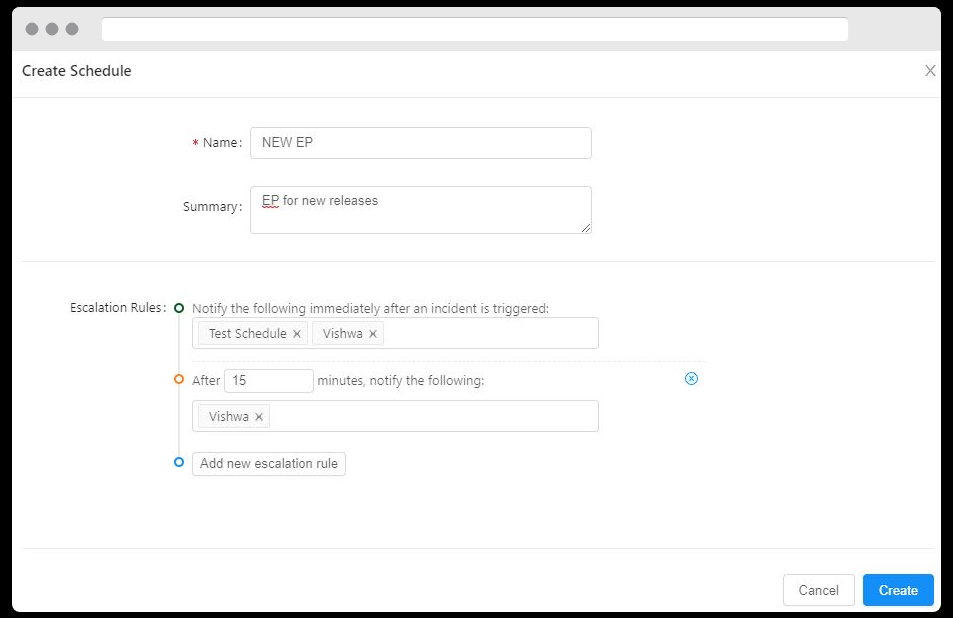 Create Schedule
* Name: NEW EP
Summary: EP for new releases
Escalation Rules: Notify the following immediately after an incident is triggered:
Test Schedule Vishwa
After 15 minutes, notify the following:
Vishwa
Add new escalation rule
Cancel Create